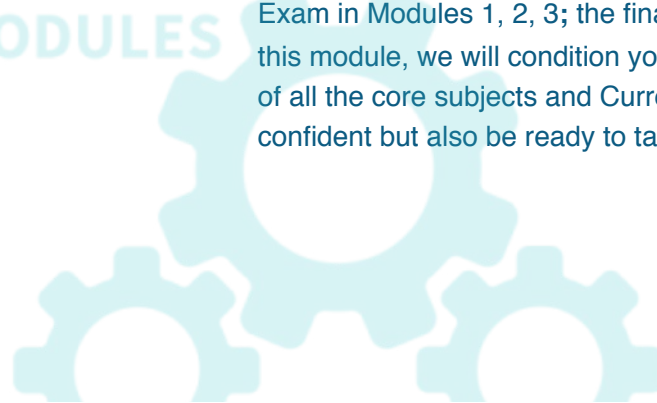 Exam in Modules 1, 2, 3; the fina
ODULES
this module, we will condition yo
of all the core subjects and Curre
confident but also be ready to ta